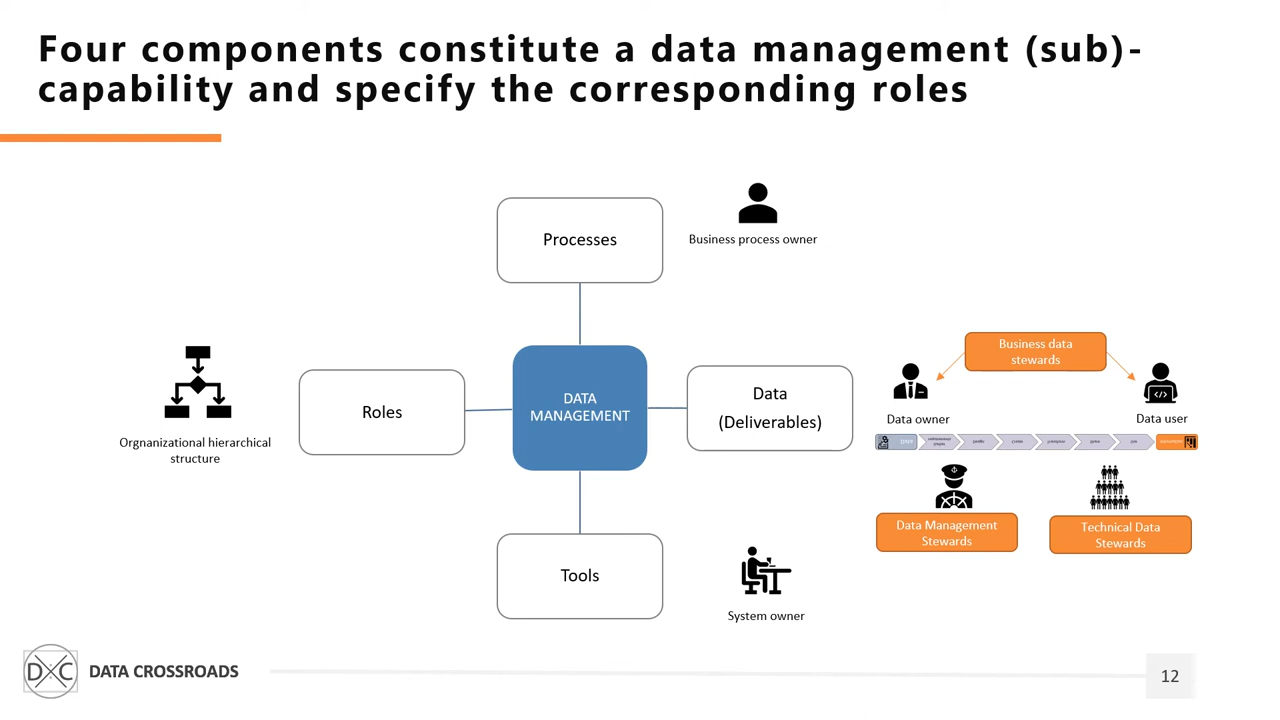 Four components constitute a data management (sub)-
capability and specify the corresponding roles
Processes
Business process owner
Business data
stewards
DATA
MANAGEMENT
Roles
Data
(Deliverables)
Data owner
Data user
Orgnanizational hierarchical
structure
Data Management
Stewards
Technical Data
Stewards
Tools
System owner
DXC
DATA CROSSROADS
12